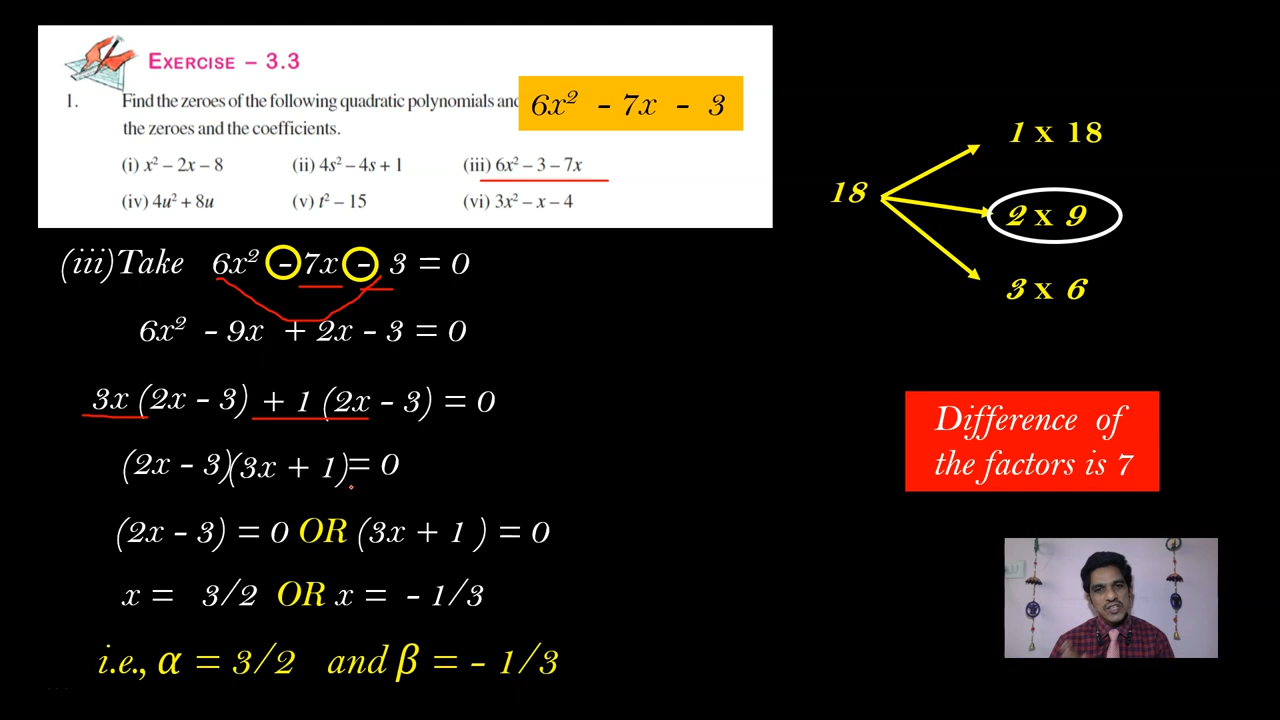 EXERCISE – 3.3
1. Find the zeroes of the following quadratic polynomials and
the zeroes and the coefficients.
(i) x² – 2x – 8 (ii) 4s² – 4s + 1 (iii) 6x² – 3 – 7x
(iv) 4u² + 8u (v) t² – 15 (vi) 3x² – x – 4
6x² - 7x - 3
(iii)Take 6x² - 7x - 3 = 0
6x² - 9x + 2x - 3 = 0
3x (2x - 3) + 1 (2x - 3) = 0
(2x - 3)(3x + 1)= 0
(2x - 3) = 0 OR (3x + 1 ) = 0
x = 3/2 OR x = - 1/3
i.e., α = 3/2 and β = - 1/3
18
1 x 18
2 x 9
3 x 6
Difference of
the factors is 7